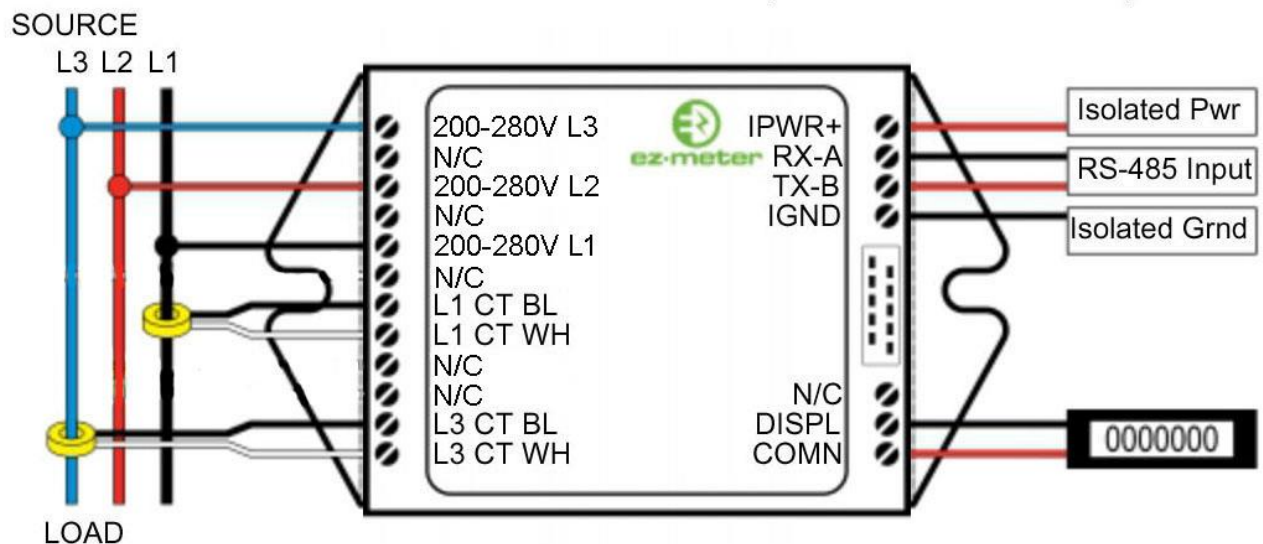 SOURCE
L3 L2 L1
200-280V L3
N/C
200-280V L2
N/C
200-280V L1
N/C
L1 CT BL
L1 CT WH
N/C
N/C
L3 CT BL
L3 CT WH
LOAD
ez-meter
IPWR+
RX-A
TX-B
IGND
N/C
DISPL
COMN
Isolated Pwr
RS-485 Input
Isolated Grnd
0000000